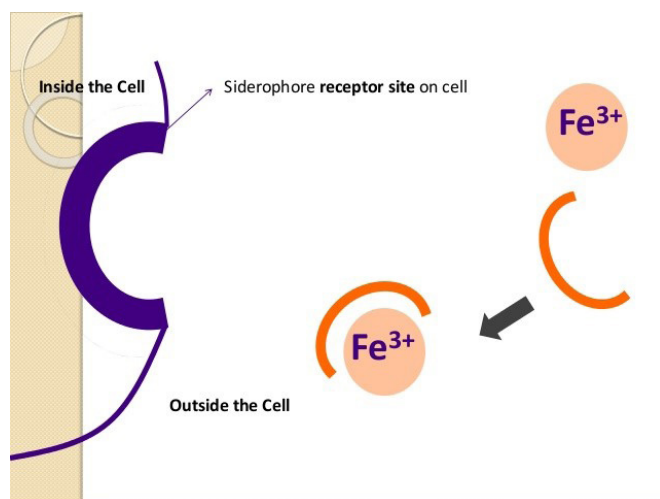 Inside the Cell
Siderophore receptor site on cell
Fe3+
Fe3+
Outside the Cell